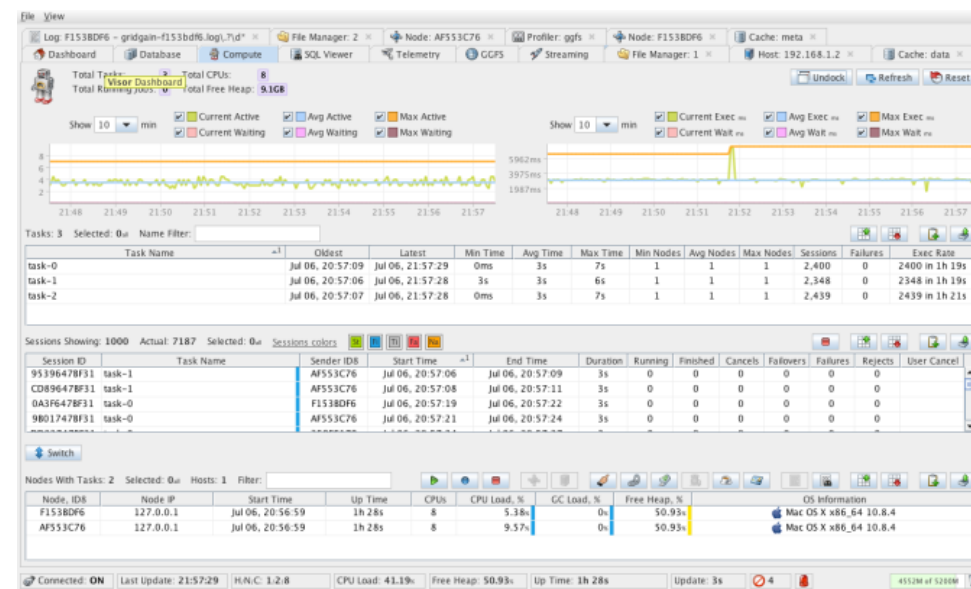 File View
Log: F153BDF6 - gridgain-f153bdf6.log\,?\d* File Manager: 2 Node: AF553C76 Profiler: ggfs Node: F153BDF6 Cache: meta
Dashboard Database Compute SQL Viewer Telemetry GGFS Streaming File Manager: 1 Host: 192.168.1.2 Cache: data
Total Tasks: 3 Total CPUs: 8 Undock Refresh Reset
Visor Dashboard
Total Running Jobs: 0 Total Free Heap: 9.1GB
Show 10 min Current Active Avg Active Max Active Show 10 min Current Exec ms Avg Exec ms Max Exec ms
Current Waiting Avg Waiting Max Waiting Current Wait ms Avg Wait ms Max Wait ms
8 5962ms
6
4 3975ms
2 1987ms
21:48 21:49 21:50 21:51 21:52 21:53 21:54 21:55 21:56 21:57 21:48 21:49 21:50 21:51 21:52 21:53 21:54 21:55 21:56 21:57
Tasks: 3 Selected: 0 Name Filter:
Task Name Oldest Latest Min Time Avg Time Max Time Min Nodes Avg Nodes Max Nodes Sessions Failures Exec Rate
task-0 Jul 06, 20:57:09 Jul 06, 21:57:29 0ms 3s 7s 1 1 1 2,400 0 2400 in 1h 19s
task-1 Jul 06, 20:57:06 Jul 06, 21:57:28 3s 3s 6s 1 1 1 2,348 0 2348 in 1h 19s
task-2 Jul 06, 20:57:07 Jul 06, 21:57:28 0ms 3s 7s 1 1 1 2,439 0 2439 in 1h 21s
Sessions Showing: 1000 Actual: 7187 Selected: 0 Sessions colors St Fi Ti Fa Na
Session ID Task Name Sender ID8 Start Time End Time Duration Running Finished Cancels Failovers Failures Rejects User Cancel
95396478F31 task-1 AF553C76 Jul 06, 20:57:06 Jul 06, 20:57:09 3s 0 0 0 0 0 0
CD896478F31 task-1 AF553C76 Jul 06, 20:57:08 Jul 06, 20:57:11 3s 0 0 0 0 0 0
0A3F6478F31 task-0 F153BDF6 Jul 06, 20:57:19 Jul 06, 20:57:22 3s 0 0 0 0 0 0
9B017478F31 task-0 AF553C76 Jul 06, 20:57:21 Jul 06, 20:57:24 3s 0 0 0 0 0 0
Switch
Nodes With Tasks: 2 Selected: 0 Hosts: 1 Filter:
Node, ID8 Node IP Start Time Up Time CPUs CPU Load, % GC Load, % Free Heap, % OS Information
F153BDF6 127.0.0.1 Jul 06, 20:56:59 1h 28s 8 5.38% 0% 50.93% Mac OS X x86_64 10.8.4
AF553C76 127.0.0.1 Jul 06, 20:56:59 1h 28s 8 9.57% 0% 50.93% Mac OS X x86_64 10.8.4
Connected: ON Last Update: 21:57:29 H:N:C: 1:2:8 CPU Load: 41.19% Free Heap: 50.93% Up Time: 1h 28s Update: 3s 4 4552M of 5200M